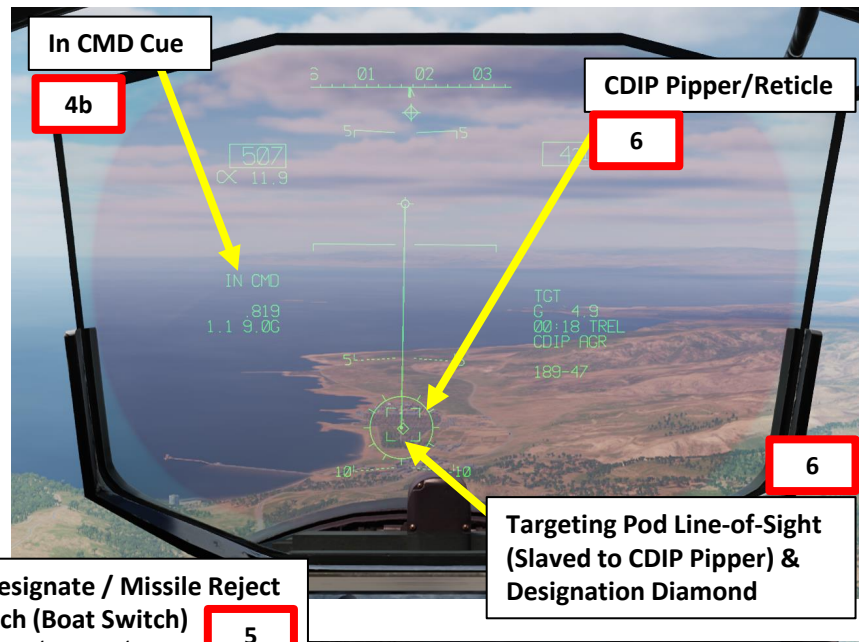 In CMD Cue
4b
CDIP Pipper/Reticle
6
01 02 03
5 5
507
α 11.9
IN CMD
.819
1.1 9.0G
TGT
G 4.9
00:18 TREL
CDIP AGR
189-47
5
10 10
6
Targeting Pod Line-of-Sight
(Slaved to CDIP Pipper) &
Designation Diamond
esignate / Missile Reject
ch (Boat Switch)
5